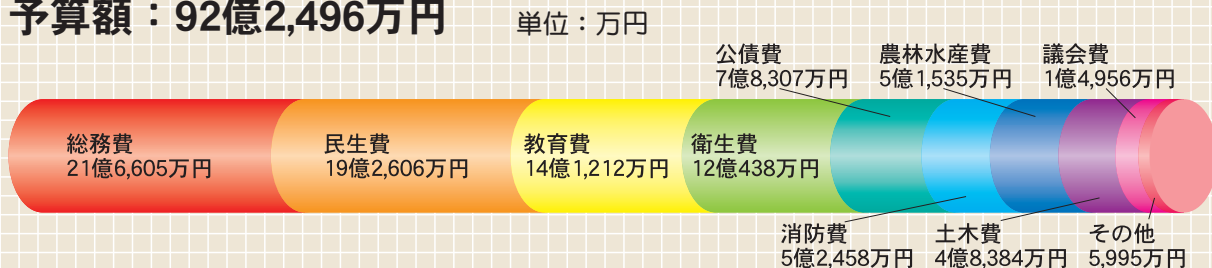 予算額：92億2,496万円
単位：万円
公債費
7億8,307万円
農林水産費
5億1,535万円
議会費
1億4,956万円
総務費
21億6,605万円
民生費
19億2,606万円
教育費
14億1,212万円
衛生費
12億438万円
消防費
5億2,458万円
土木費
4億8,384万円
その他
5,995万円